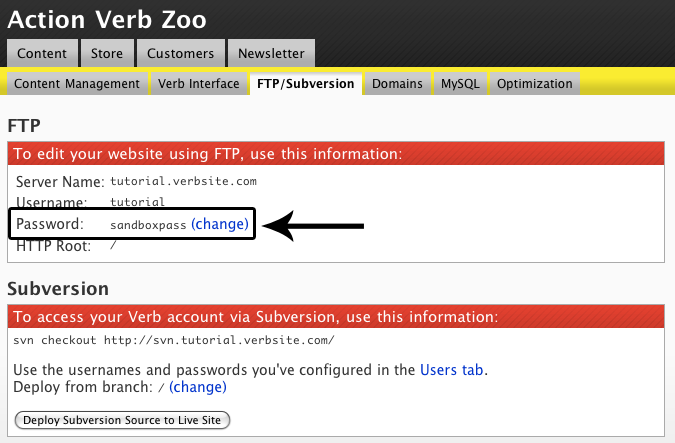 Action Verb Zoo
Content Store Customers Newsletter
Content Management Verb Interface FTP/Subversion Domains MySQL Optimization
FTP
To edit your website using FTP, use this information:
Server Name: tutorial.verbsite.com
Username: tutorial
Password: sandboxpass (change)
HTTP Root: /
Subversion
To access your Verb account via Subversion, use this information:
svn checkout http://svn.tutorial.verbsite.com/
Use the usernames and passwords you've configured in the Users tab.
Deploy from branch: / (change)
Deploy Subversion Source to Live Site